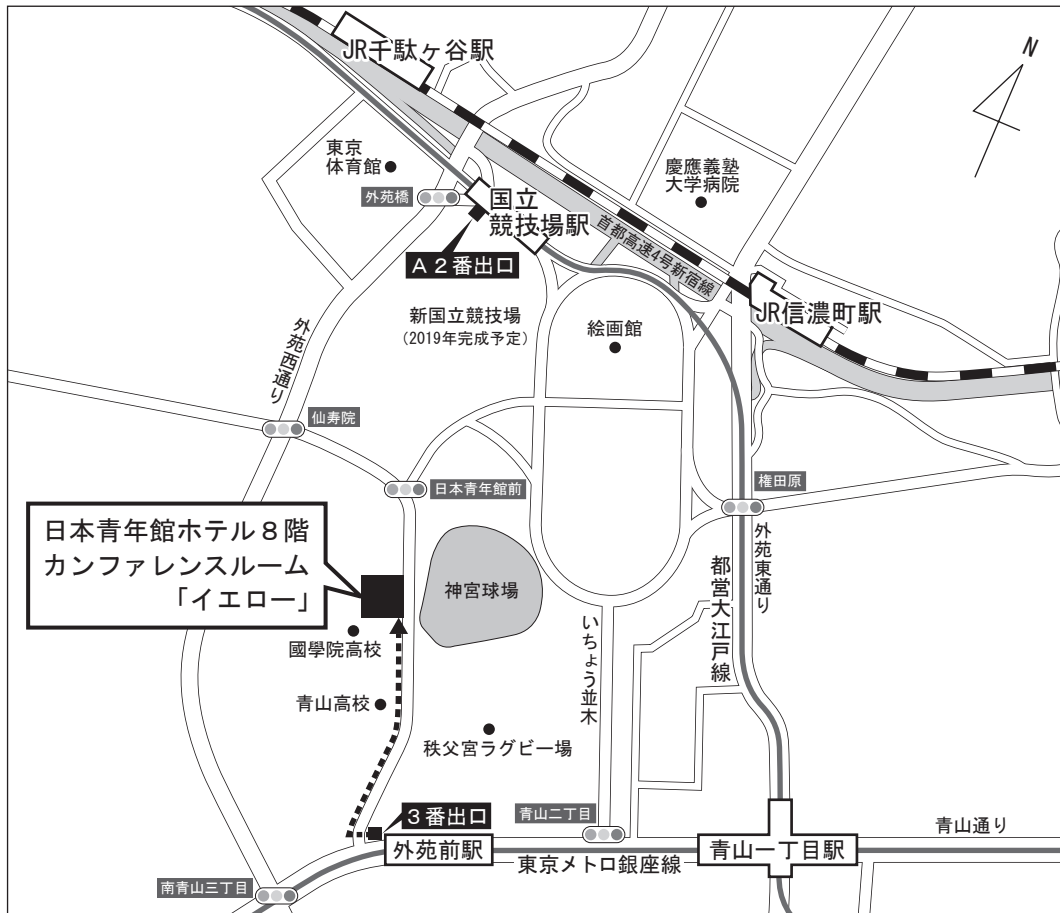 JR千駄ヶ谷駅
N
東京
体育館
慶應義塾
大学病院
外苑橋
国立
競技場駅
A2番出口
首都高速4号新宿線
JR信濃町駅
新国立競技場
(2019年完成予定)
絵画館
外苑西通り
仙寿院
日本青年館前
権田原
日本青年館ホテル8階
カンファレンスルーム
「イエロー」
神宮球場
都営大江戸線
外苑東通り
いちょう並木
國學院高校
青山高校
秩父宮ラグビー場
3番出口
青山二丁目
青山通り
外苑前駅
東京メトロ銀座線
青山一丁目駅
南青山三丁目